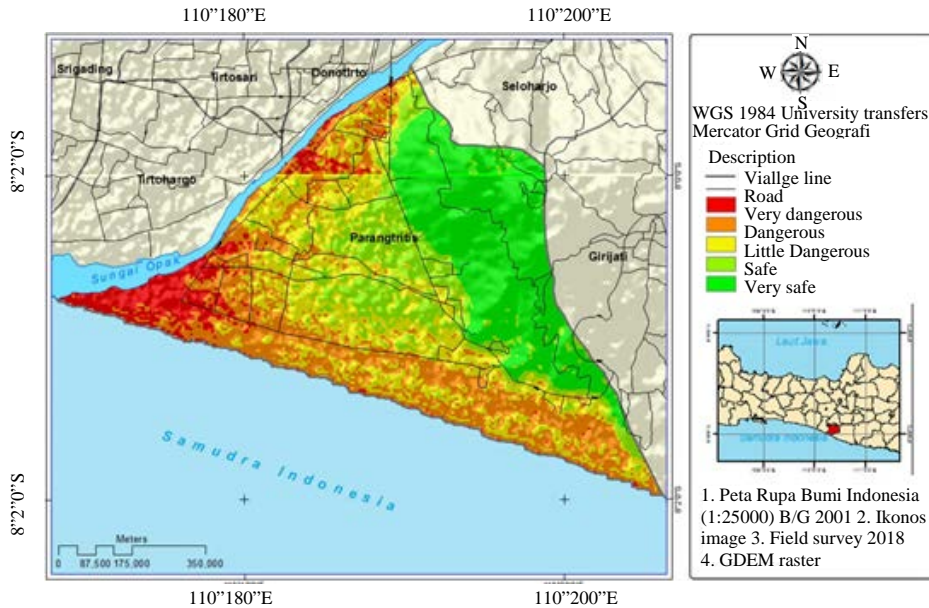 110"180"E 110"200"E
Srigading
Tirtosari
Donotirto
Seloharjo
8"2"0"S
Tirtohargo
Parangtritis
Girijati
Sungai Opak
Samudra Indonesia
8"2"0"S
Meters
0 87,500 175,000 350,000
110"180"E 110"200"E
N
W E
S
WGS 1984 University transfers
Mercator Grid Geografi
Description
Viallge line
Road
Very dangerous
Dangerous
Little Dangerous
Safe
Very safe
Laut Jawa
Samudra Indonesia
1. Peta Rupa Bumi Indonesia
(1:25000) B/G 2001 2. Ikonos
image 3. Field survey 2018
4. GDEM raster